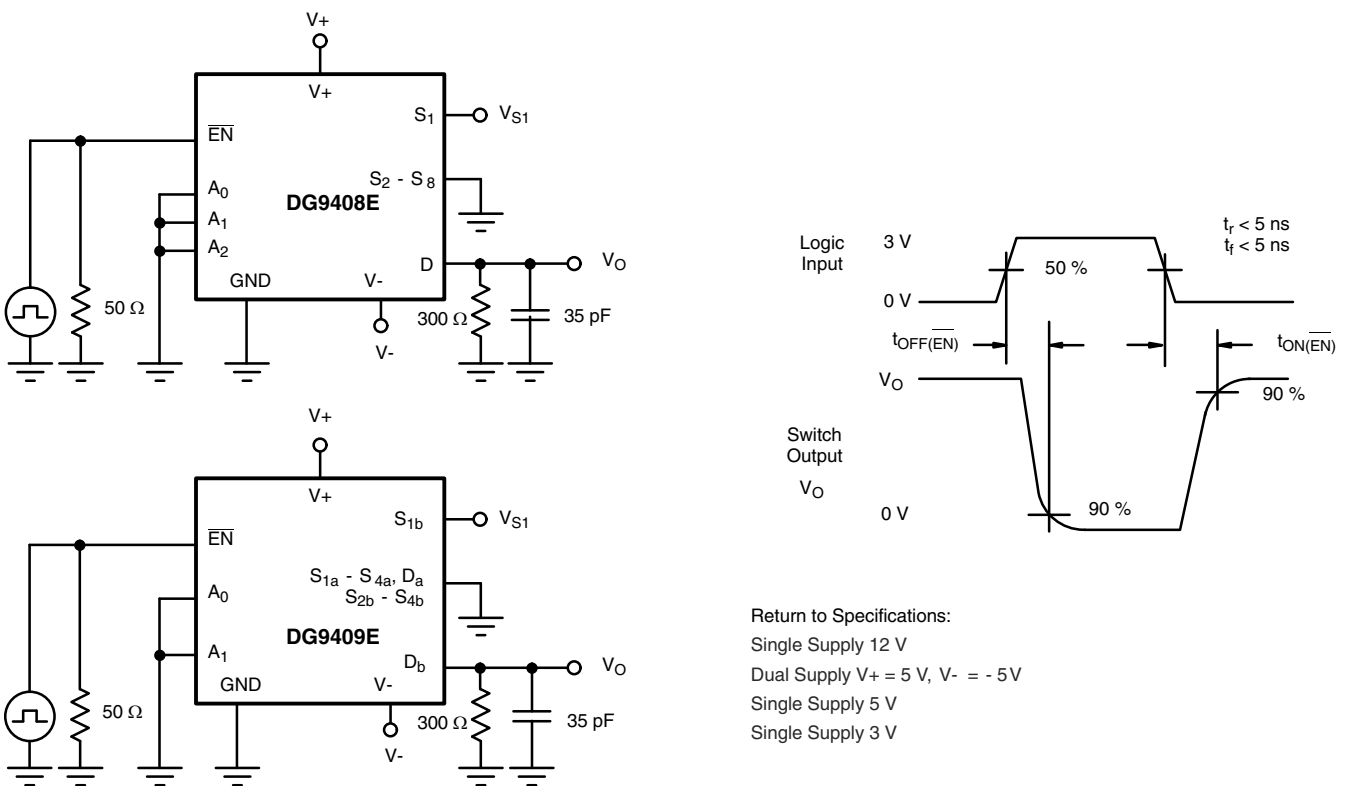 V+
V+
EN
A0
A1
A2
GND
V-
V-
DG9408E
S1
VS1
S2 - S8
D
VO
50 Ω
300 Ω
35 pF
V+
V+
EN
A0
A1
GND
V-
V-
DG9409E
S1b
VS1
S1a - S4a, Da
S2b - S4b
Db
VO
50 Ω
300 Ω
35 pF
Logic
Input
3 V
0 V
50 %
tr < 5 ns
tf < 5 ns
tOFF(EN)
tON(EN)
VO
90 %
Switch
Output
VO
0 V
90 %
Return to Specifications:
Single Supply 12 V
Dual Supply V+ = 5 V, V- = - 5 V
Single Supply 5 V
Single Supply 3 V